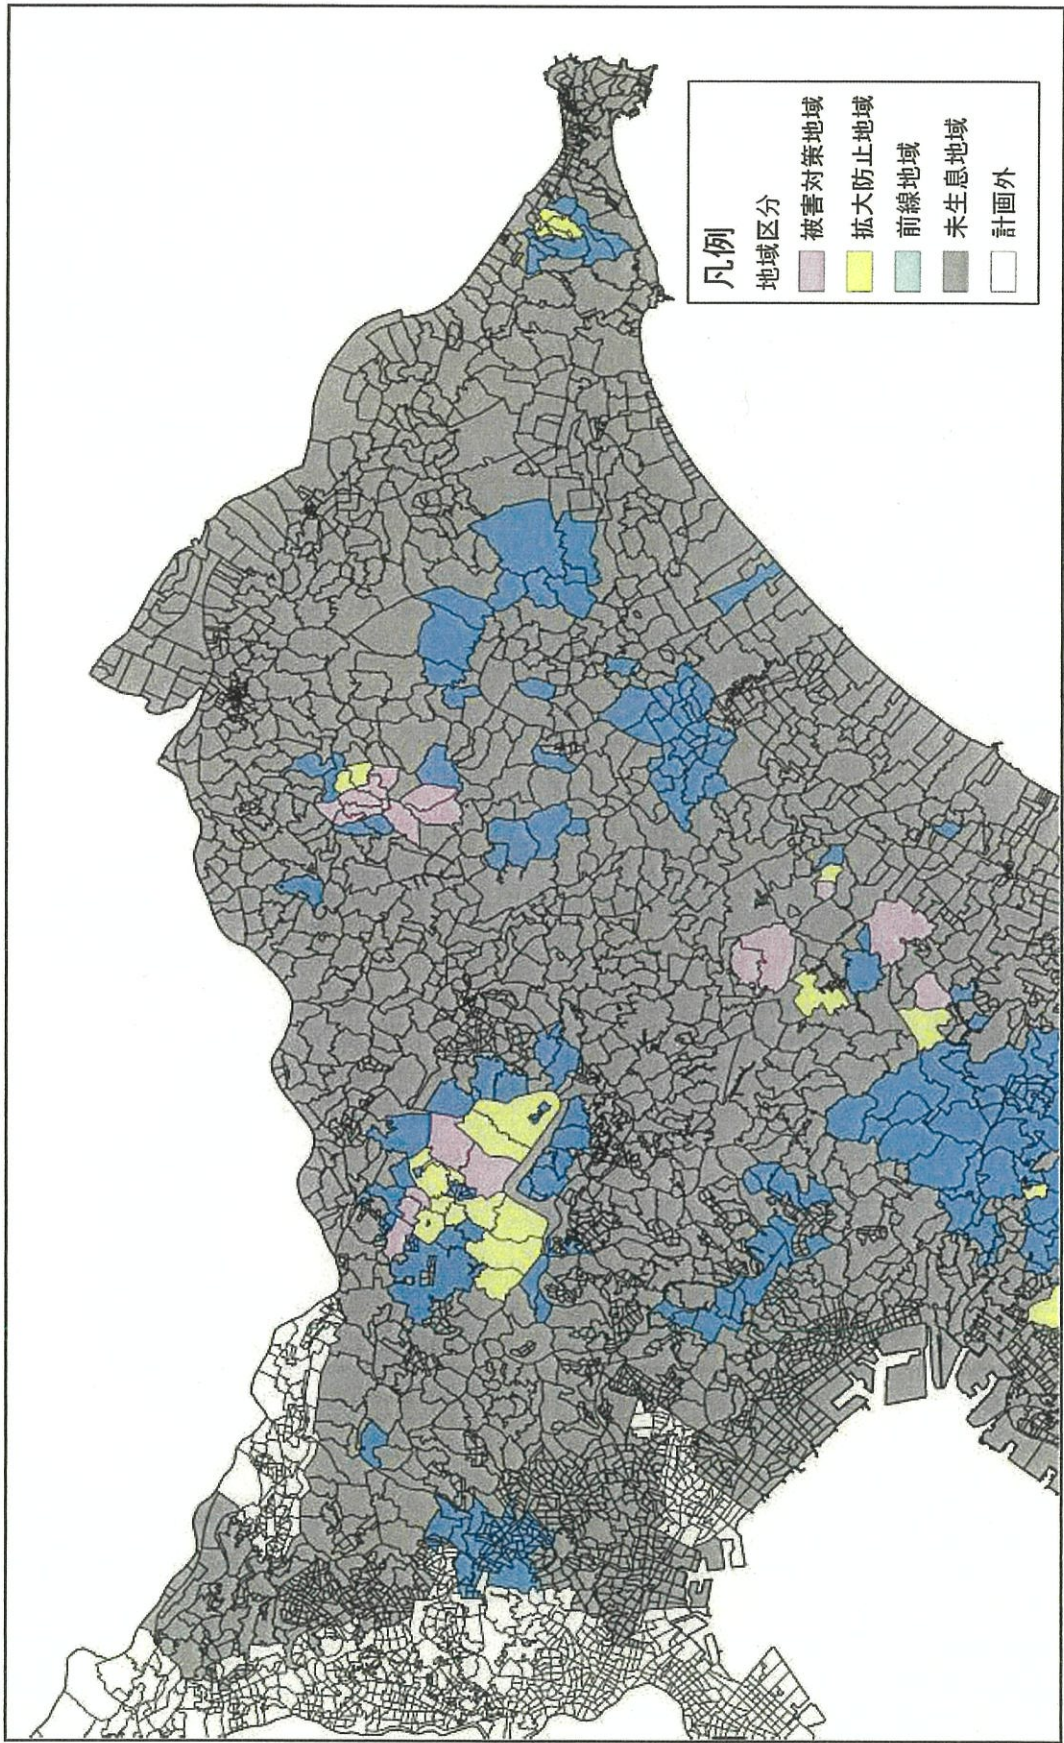 凡例
地域区分
被害対策地域
拡大防止地域
前線地域
未生息地域
計画外